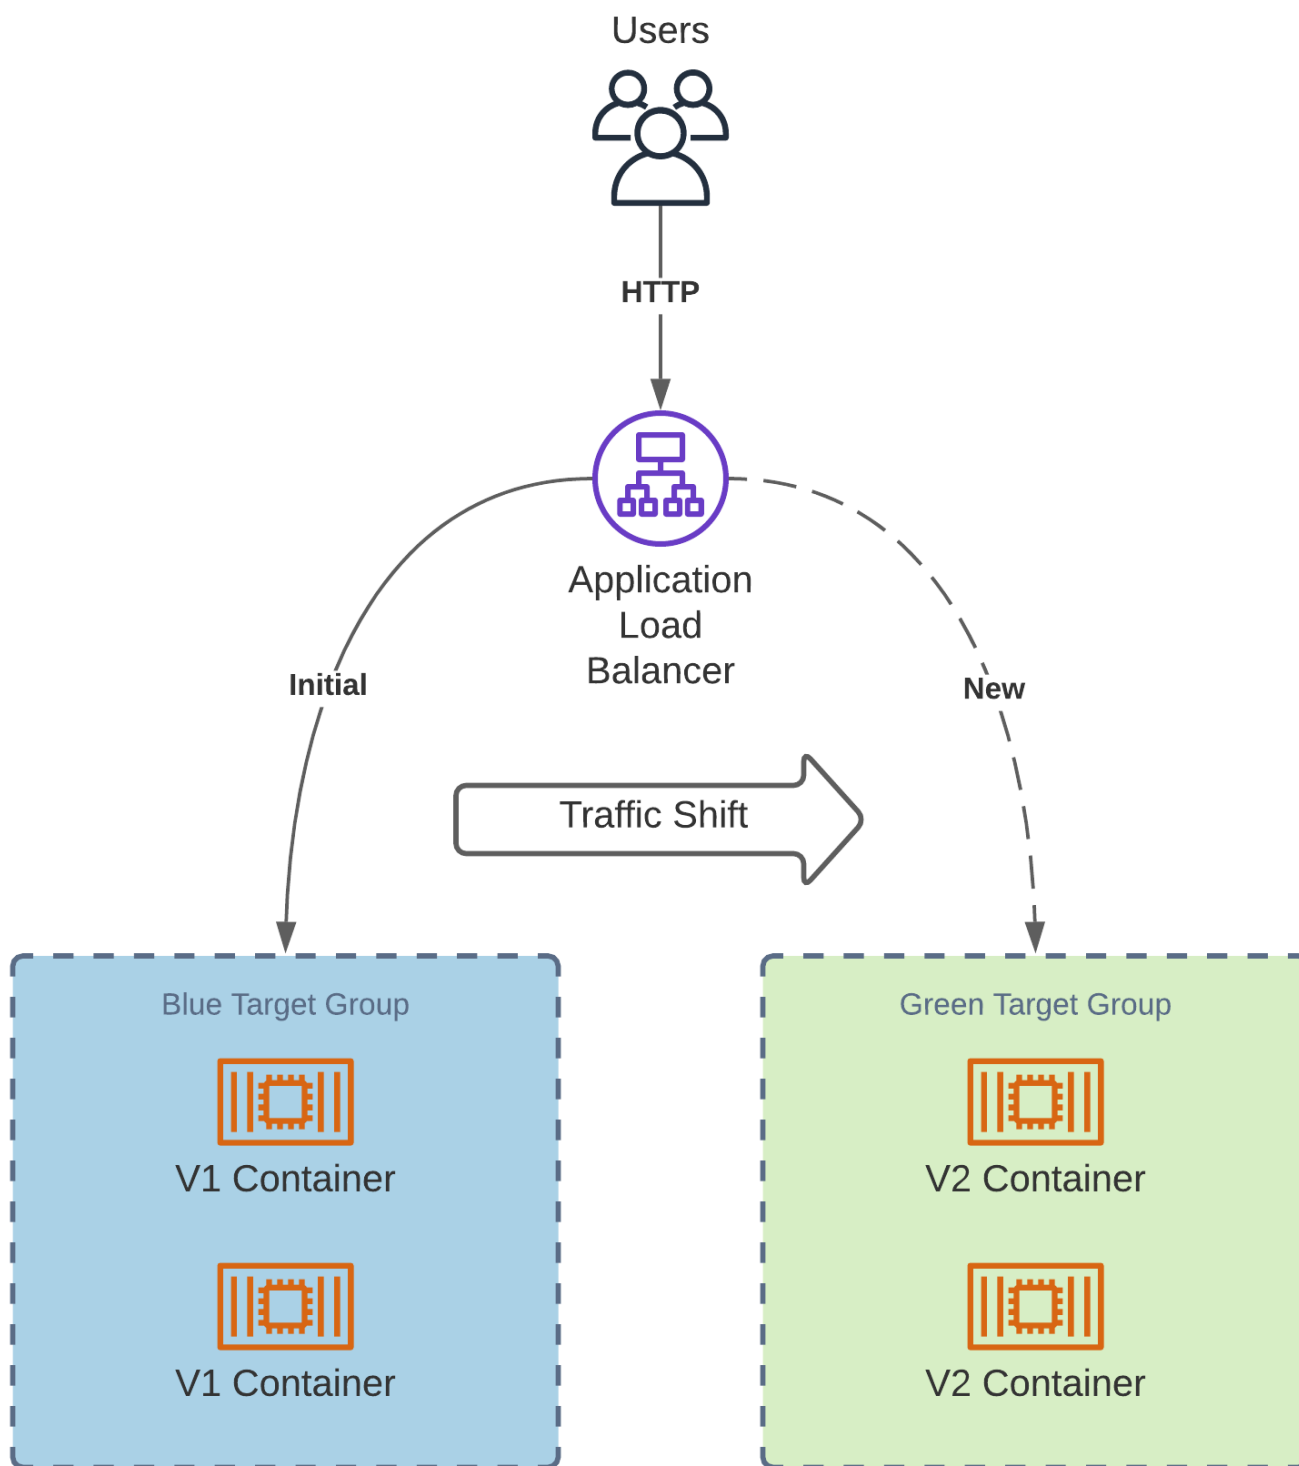 Users
HTTP
Application
Load
Balancer
Initial
New
Traffic Shift
Blue Target Group
Green Target Group
V1 Container
V2 Container
V1 Container
V2 Container